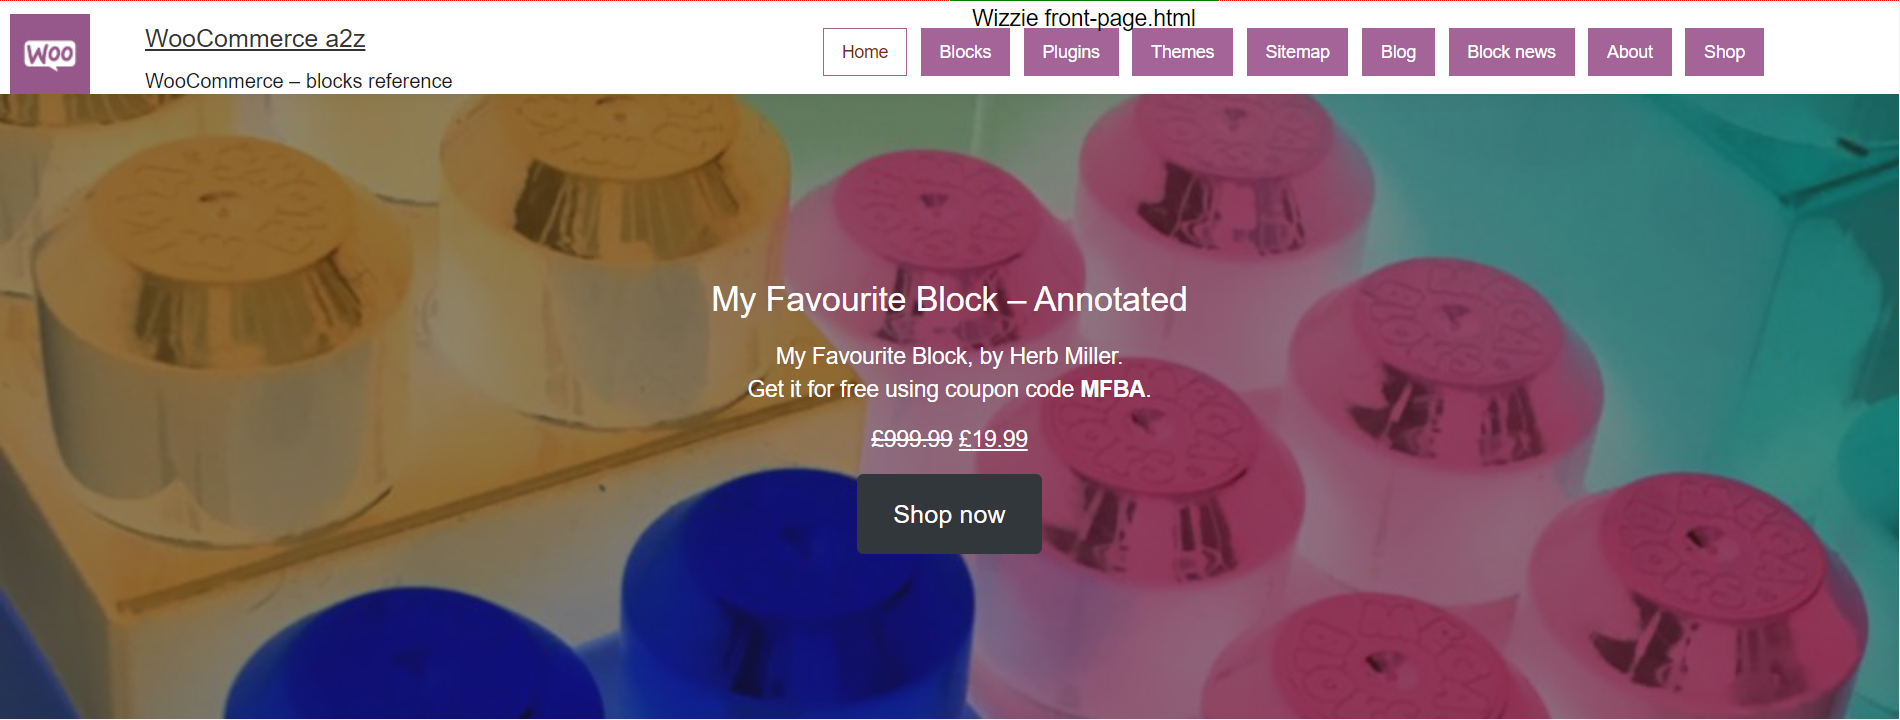 Wizzie front-page.html
Woo
WooCommerce a2z
WooCommerce – blocks reference
Home Blocks Plugins Themes Sitemap Blog Block news About Shop
My Favourite Block – Annotated
My Favourite Block, by Herb Miller.
Get it for free using coupon code MFBA.
£999.99 £19.99
Shop now